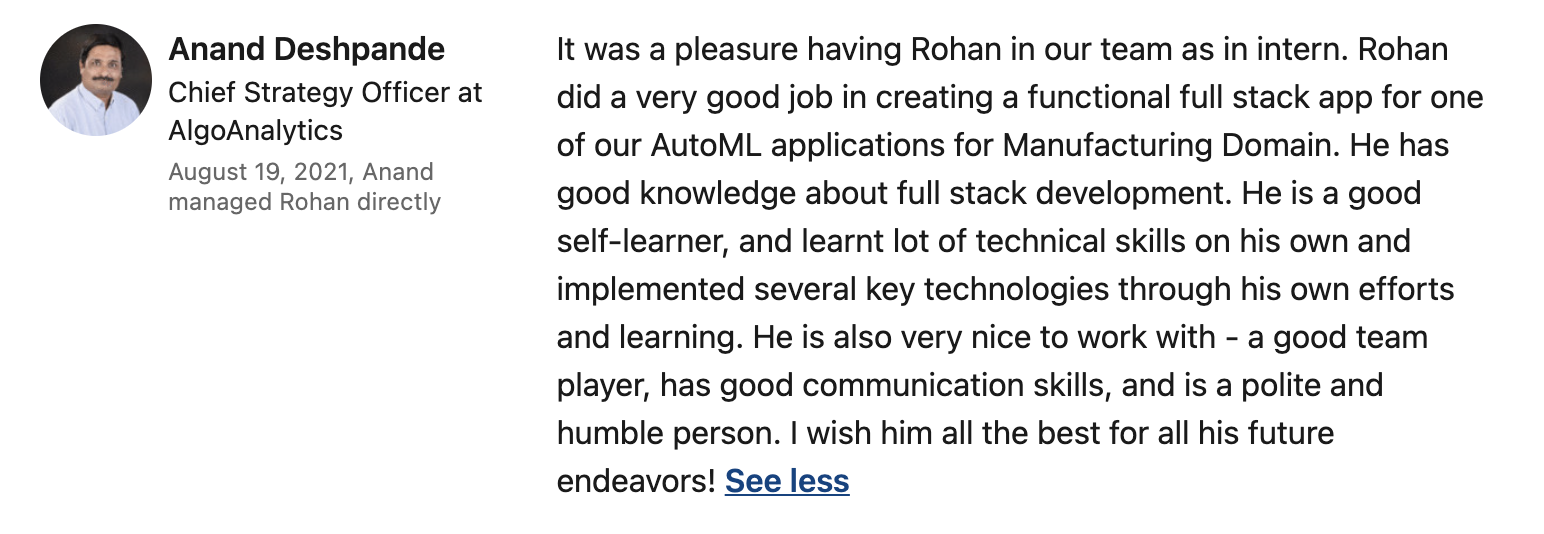 Anand Deshpande
Chief Strategy Officer at
AlgoAnalytics
August 19, 2021, Anand
managed Rohan directly
It was a pleasure having Rohan in our team as in intern. Rohan
did a very good job in creating a functional full stack app for one
of our AutoML applications for Manufacturing Domain. He has
good knowledge about full stack development. He is a good
self-learner, and learnt lot of technical skills on his own and
implemented several key technologies through his own efforts
and learning. He is also very nice to work with - a good team
player, has good communication skills, and is a polite and
humble person. I wish him all the best for all his future
endeavors! See less